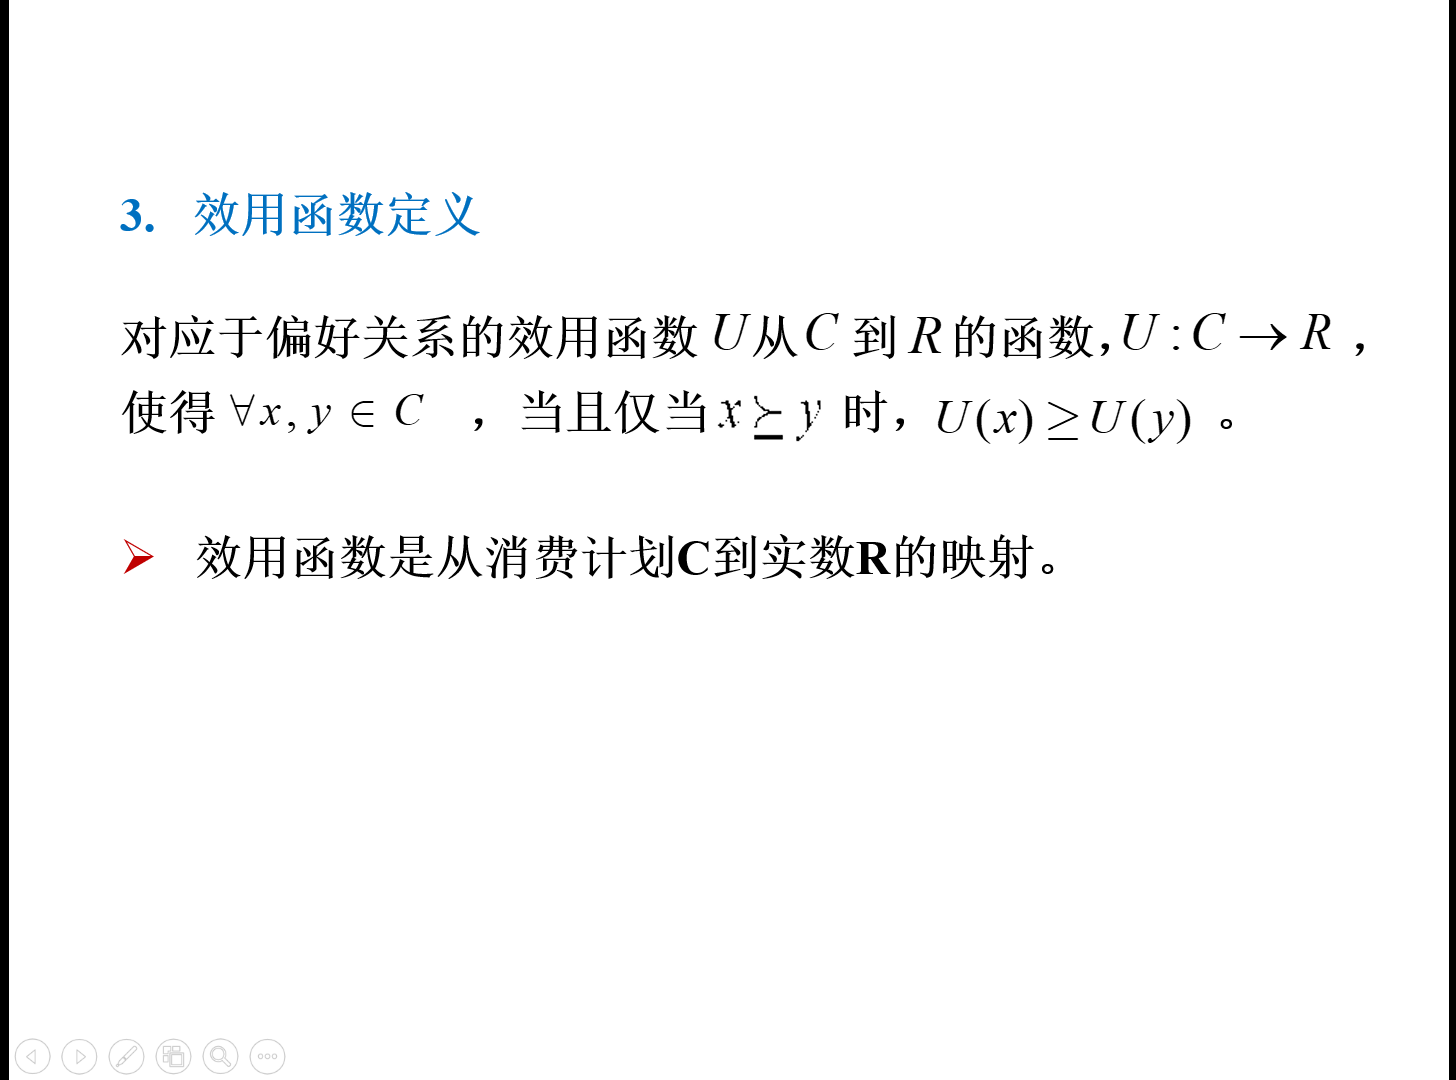 3. 效用函数定义
对应于偏好关系的效用函数 U从C 到 R 的函数,U : C → R ，
使得 ∀x, y ∈ C ，当且仅当 x ⪰ y 时，U(x) ≥ U(y) 。
➢ 效用函数是从消费计划C到实数R的映射。